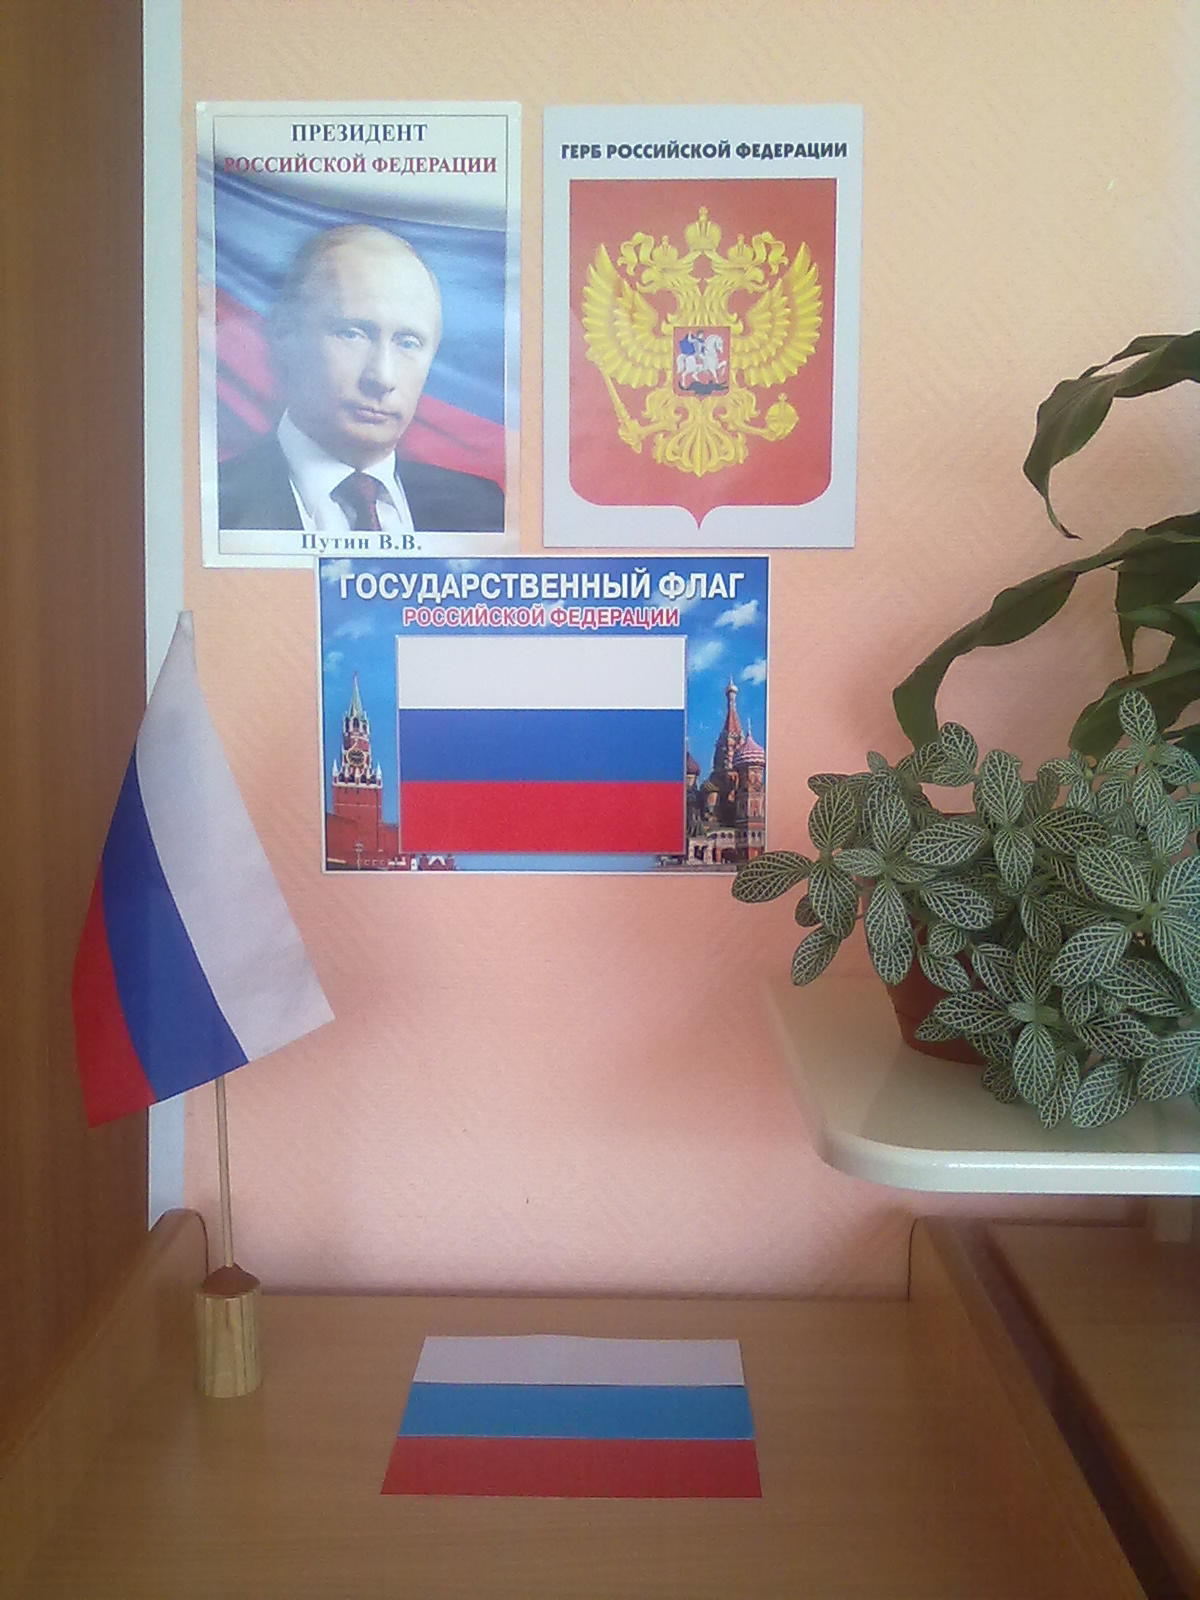 ПРЕЗИДЕНТ
РОССИЙСКОЙ ФЕДЕРАЦИИ
Путин В.В.
ГЕРБ РОССИЙСКОЙ ФЕДЕРАЦИИ
ГОСУДАРСТВЕННЫЙ ФЛАГ
РОССИЙСКОЙ ФЕДЕРАЦИИ